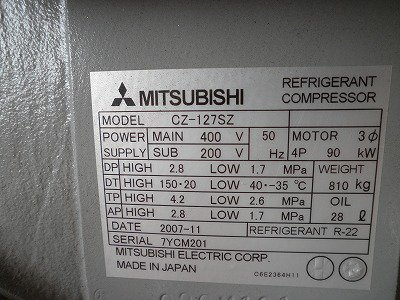 MITSUBISHI REFRIGERANT COMPRESSOR
MODEL CZ-127SZ
POWER MAIN 400 V 50 MOTOR 3φ
SUPPLY SUB 200 V Hz 4P 90 kW
DP HIGH 2.8 LOW 1.7 MPa WEIGHT
DT HIGH 150·20 LOW 40·-35 °C 810 kg
TP HIGH 4.2 LOW 2.6 MPa OIL
AP HIGH 2.8 LOW 1.7 MPa 28 ℓ
DATE 2007-11 REFRIGERANT R-22
SERIAL 7YCM201
MITSUBISHI ELECTRIC CORP.
MADE IN JAPAN C6E2364H11